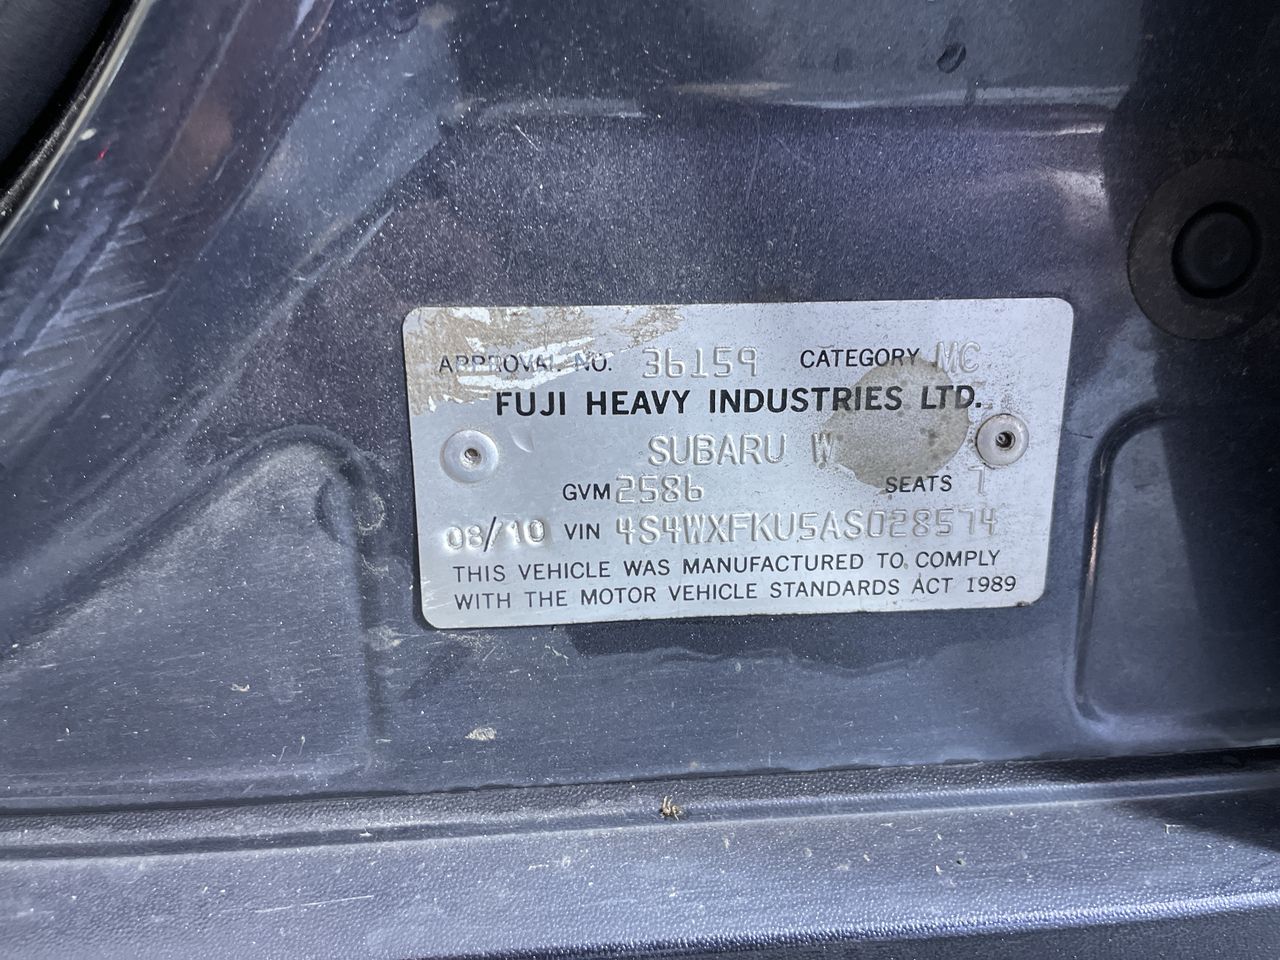 APPROVAL NO. 36159 CATEGORY MC
FUJI HEAVY INDUSTRIES LTD.
SUBARU W
GVM 2586 SEATS 7
08/10 VIN 4S4WXFKU5AS028574
THIS VEHICLE WAS MANUFACTURED TO COMPLY
WITH THE MOTOR VEHICLE STANDARDS ACT 1989